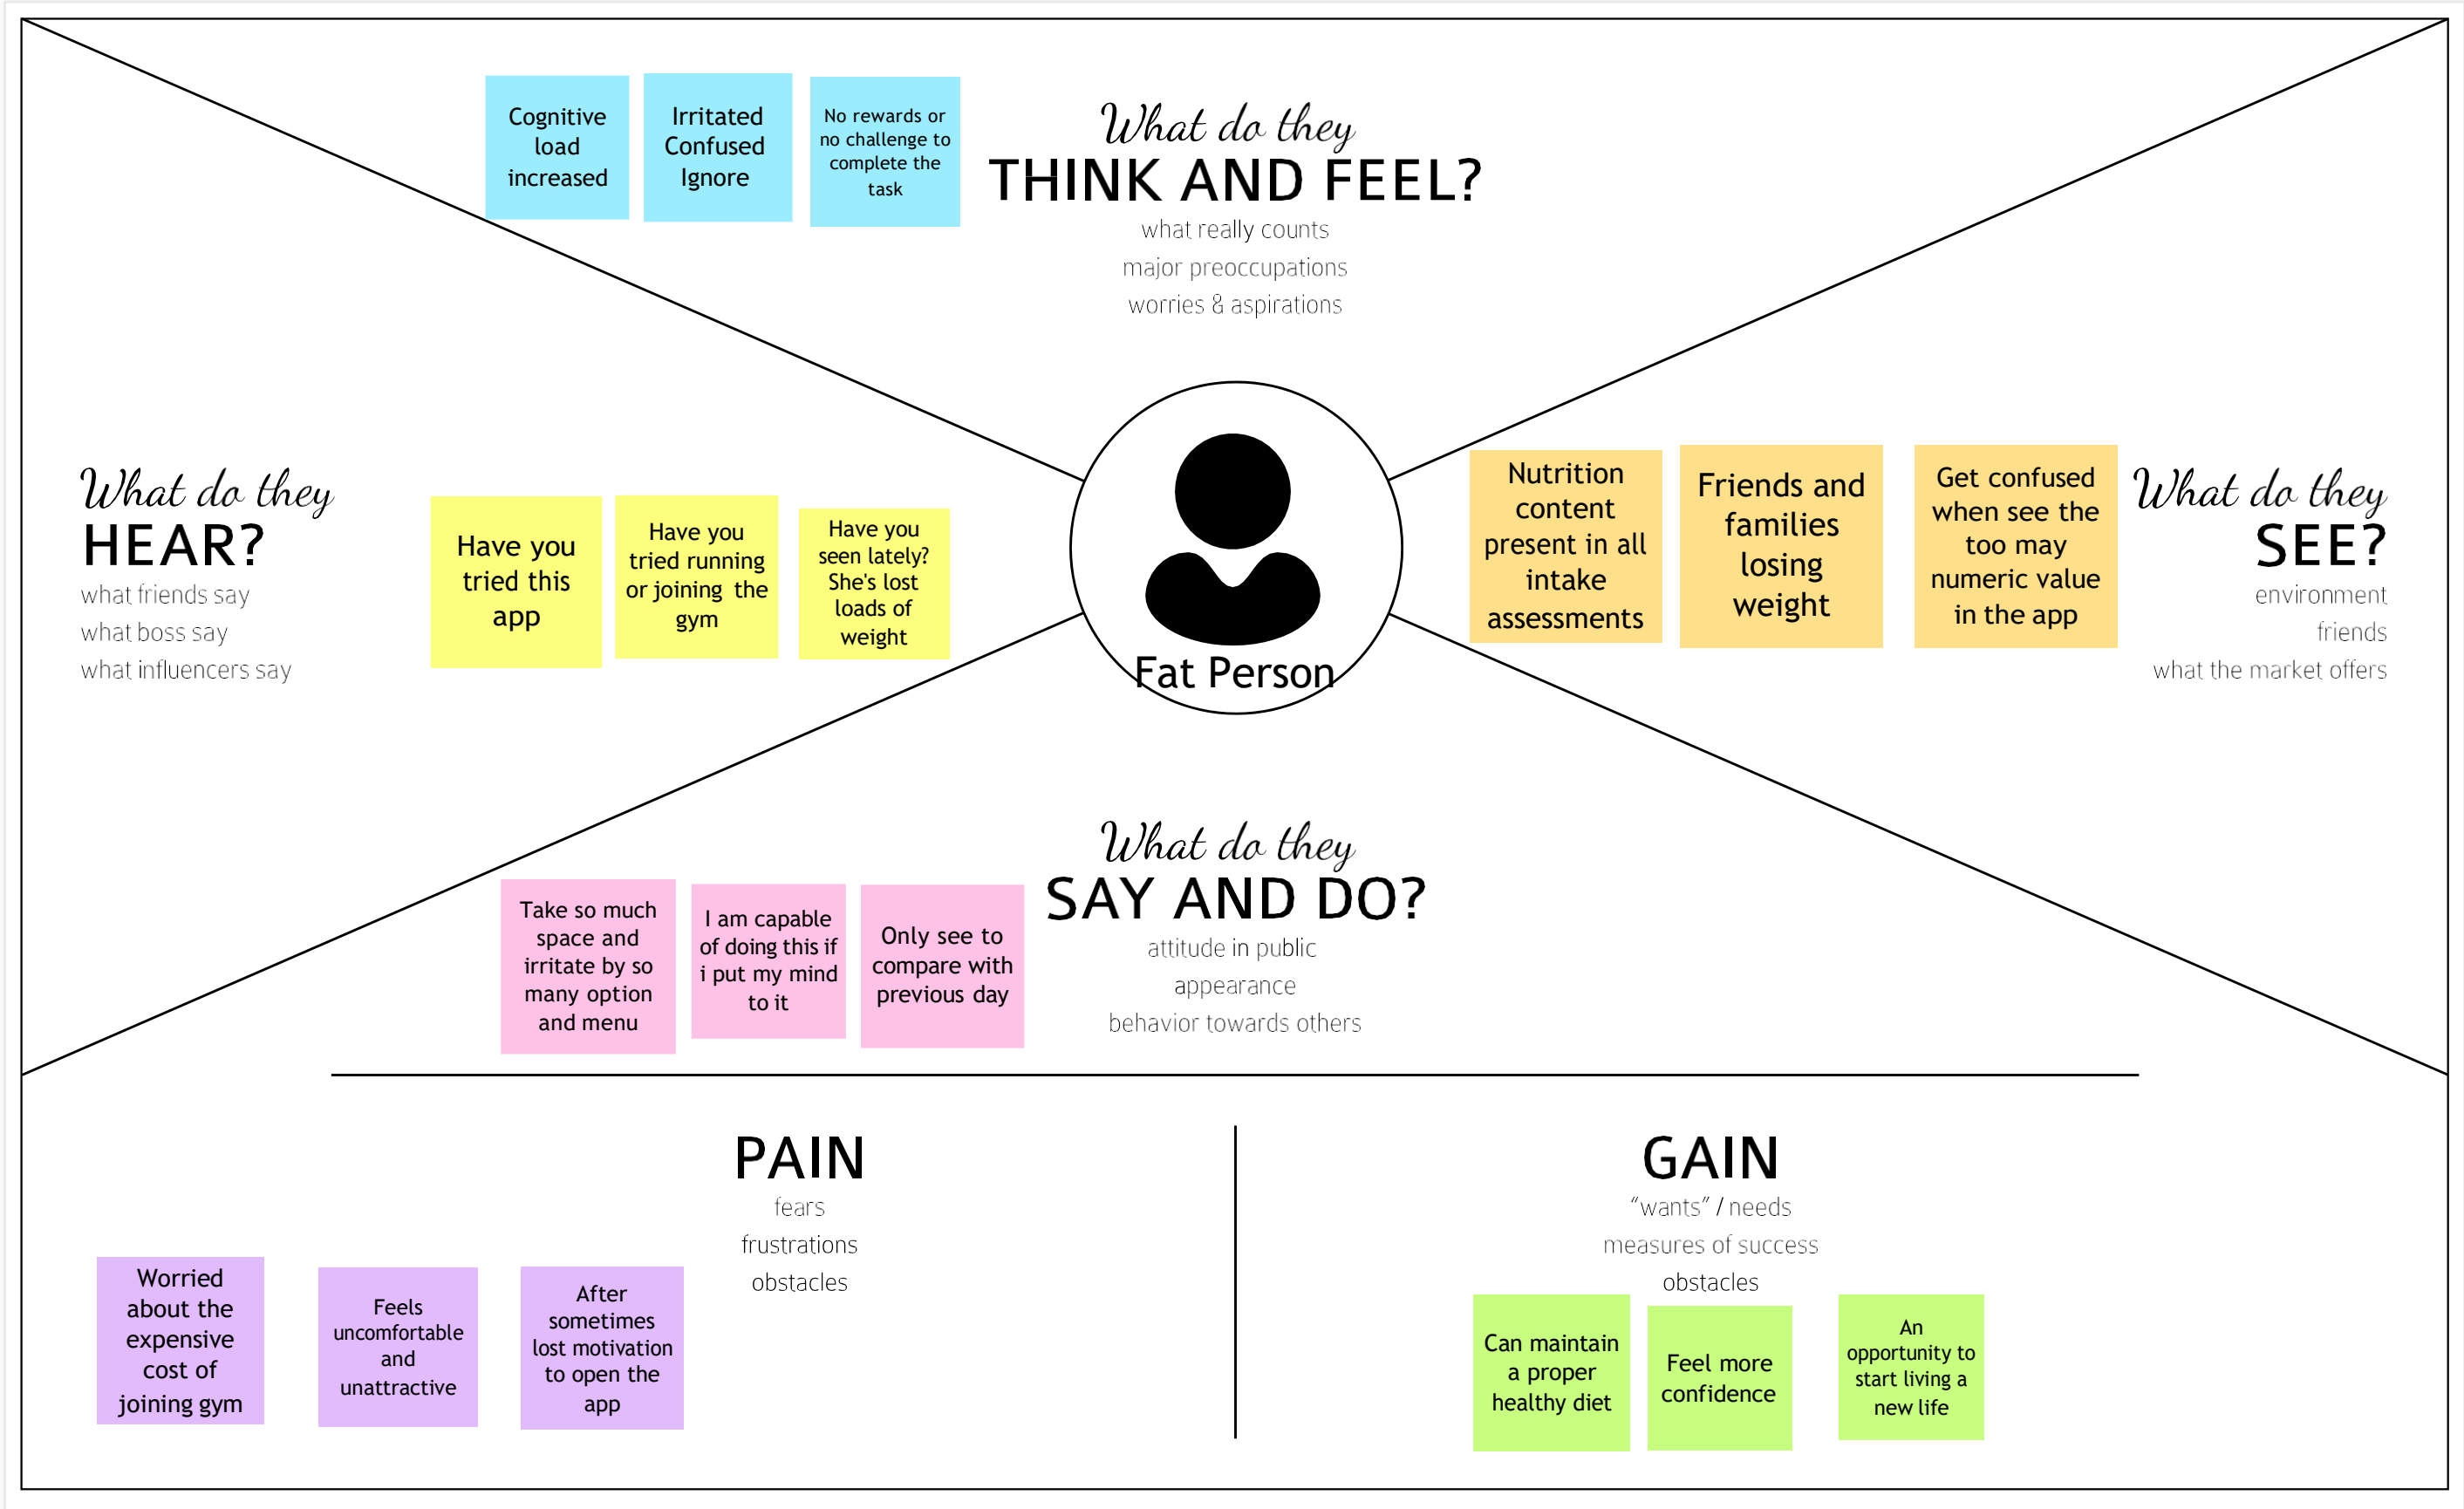 Cognitive
load
increased
Irritated
Confused
Ignore
No rewards or
no challenge to
complete the
task
What do they
THINK AND FEEL?
what really counts
major preoccupations
worries & aspirations
What do they
HEAR?
what friends say
what boss say
what influencers say
Have you
tried this
app
Have you
tried running
or joining the
gym
Have you
seen lately?
She's lost
loads of
weight
Fat Person
Nutrition
content
present in all
intake
assessments
Friends and
families
losing
weight
Get confused
when see the
too may
numeric value
in the app
What do they
SEE?
environment
friends
what the market offers
What do they
SAY AND DO?
attitude in public
appearance
behavior towards others
Take so much
space and
irritate by so
many option
and menu
I am capable
of doing this if
i put my mind
to it
Only see to
compare with
previous day
PAIN
fears
frustrations
obstacles
Worried
about the
expensive
cost of
joining gym
Feels
uncomfortable
and
unattractive
After
sometimes
lost motivation
to open the
app
GAIN
“wants” / needs
measures of success
obstacles
Can maintain
a proper
healthy diet
Feel more
confidence
An
opportunity to
start living a
new life